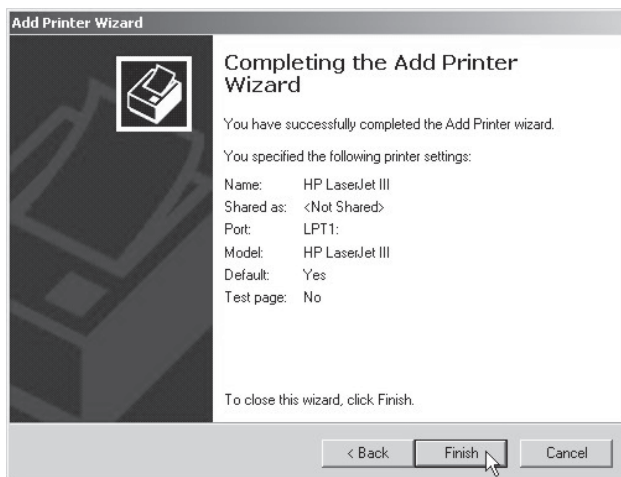 Add Printer Wizard
Completing the Add Printer
Wizard
You have successfully completed the Add Printer wizard.
You specified the following printer settings:
Name: HP LaserJet III
Shared as: <Not Shared>
Port: LPT1:
Model: HP LaserJet III
Default: Yes
Test page: No
To close this wizard, click Finish.
< Back Finish Cancel